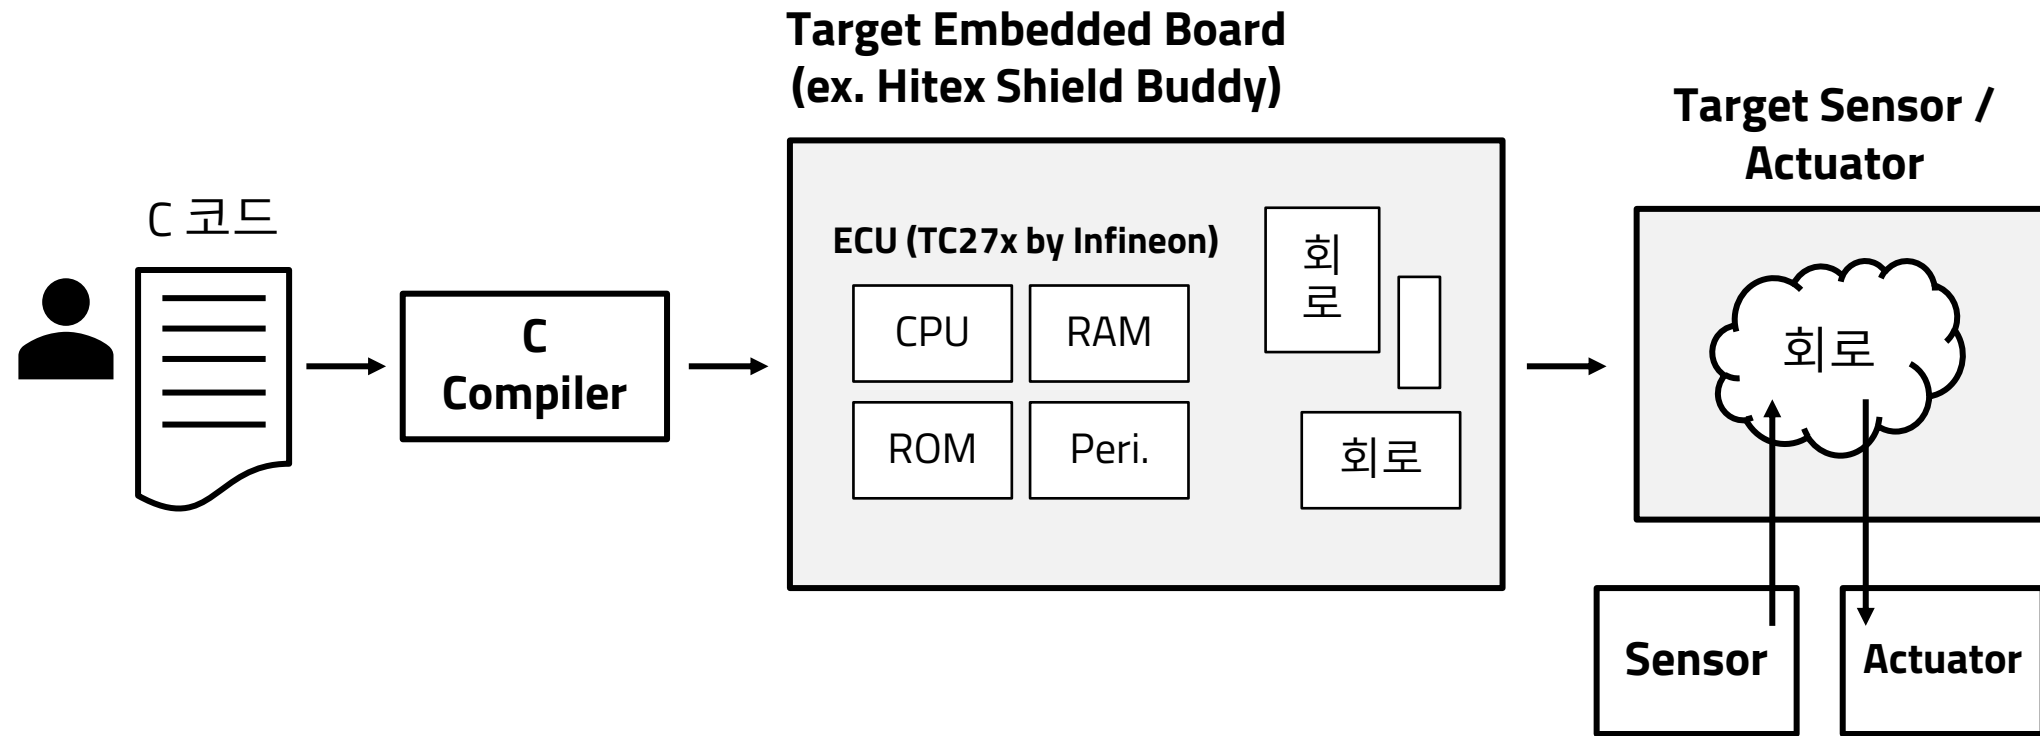 Target Embedded Board
(ex. Hitex Shield Buddy)
Target Sensor /
Actuator
C 코드
C
Compiler
ECU (TC27x by Infineon)
CPU
RAM
ROM
Peri.
회
로
회로
회로
Sensor
Actuator